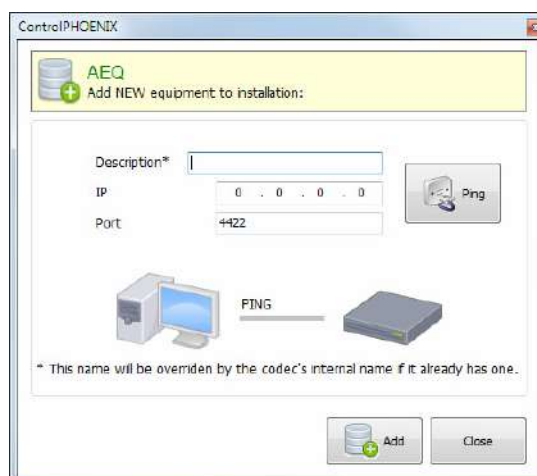 ControlPHOENIX
AEQ
Add NEW equipment to installation:
Description*
IP 0 . 0 . 0 . 0
Ping
Port 4422
PING
* This name will be overriden by the codec's internal name if it already has one.
Add Close